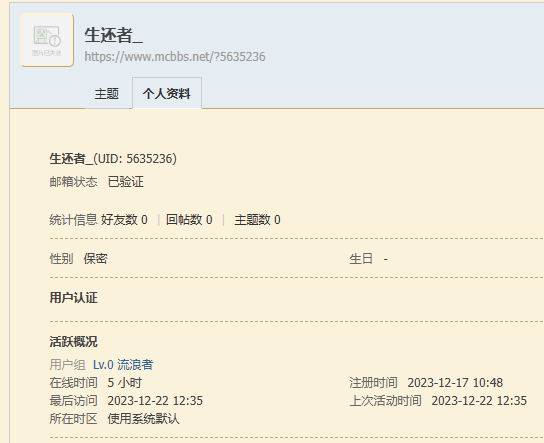 图片已失效
生还者_
https://www.mcbbs.net/?5635236
主题 个人资料
生还者_(UID: 5635236)
邮箱状态 已验证
统计信息 好友数 0 | 回帖数 0 | 主题数 0
性别 保密 生日 -
用户认证
活跃概况
用户组 Lv.0 流浪者
在线时间 5 小时 注册时间 2023-12-17 10:48
最后访问 2023-12-22 12:35 上次活动时间 2023-12-22 12:35
所在时区 使用系统默认